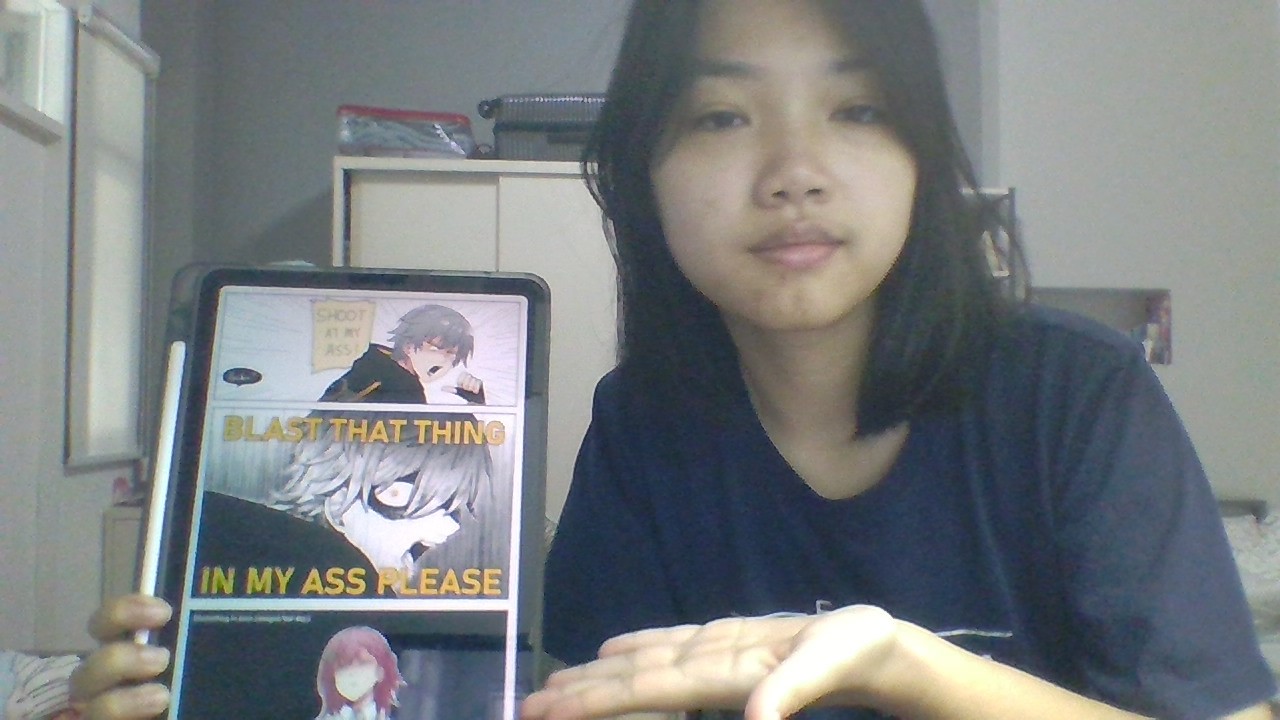 SHOOT
AT MY
ASS!
BLAST THAT THING
IN MY ASS PLEASE